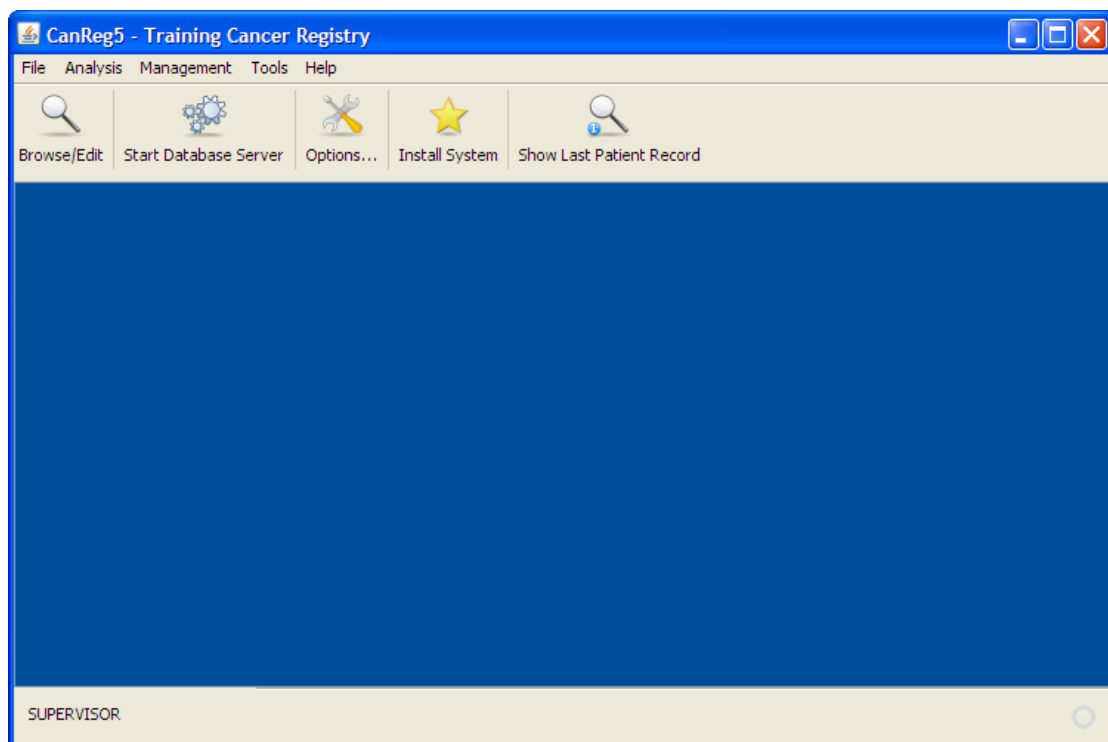 CanReg5 - Training Cancer Registry
File Analysis Management Tools Help
Browse/Edit Start Database Server Options... Install System Show Last Patient Record
SUPERVISOR